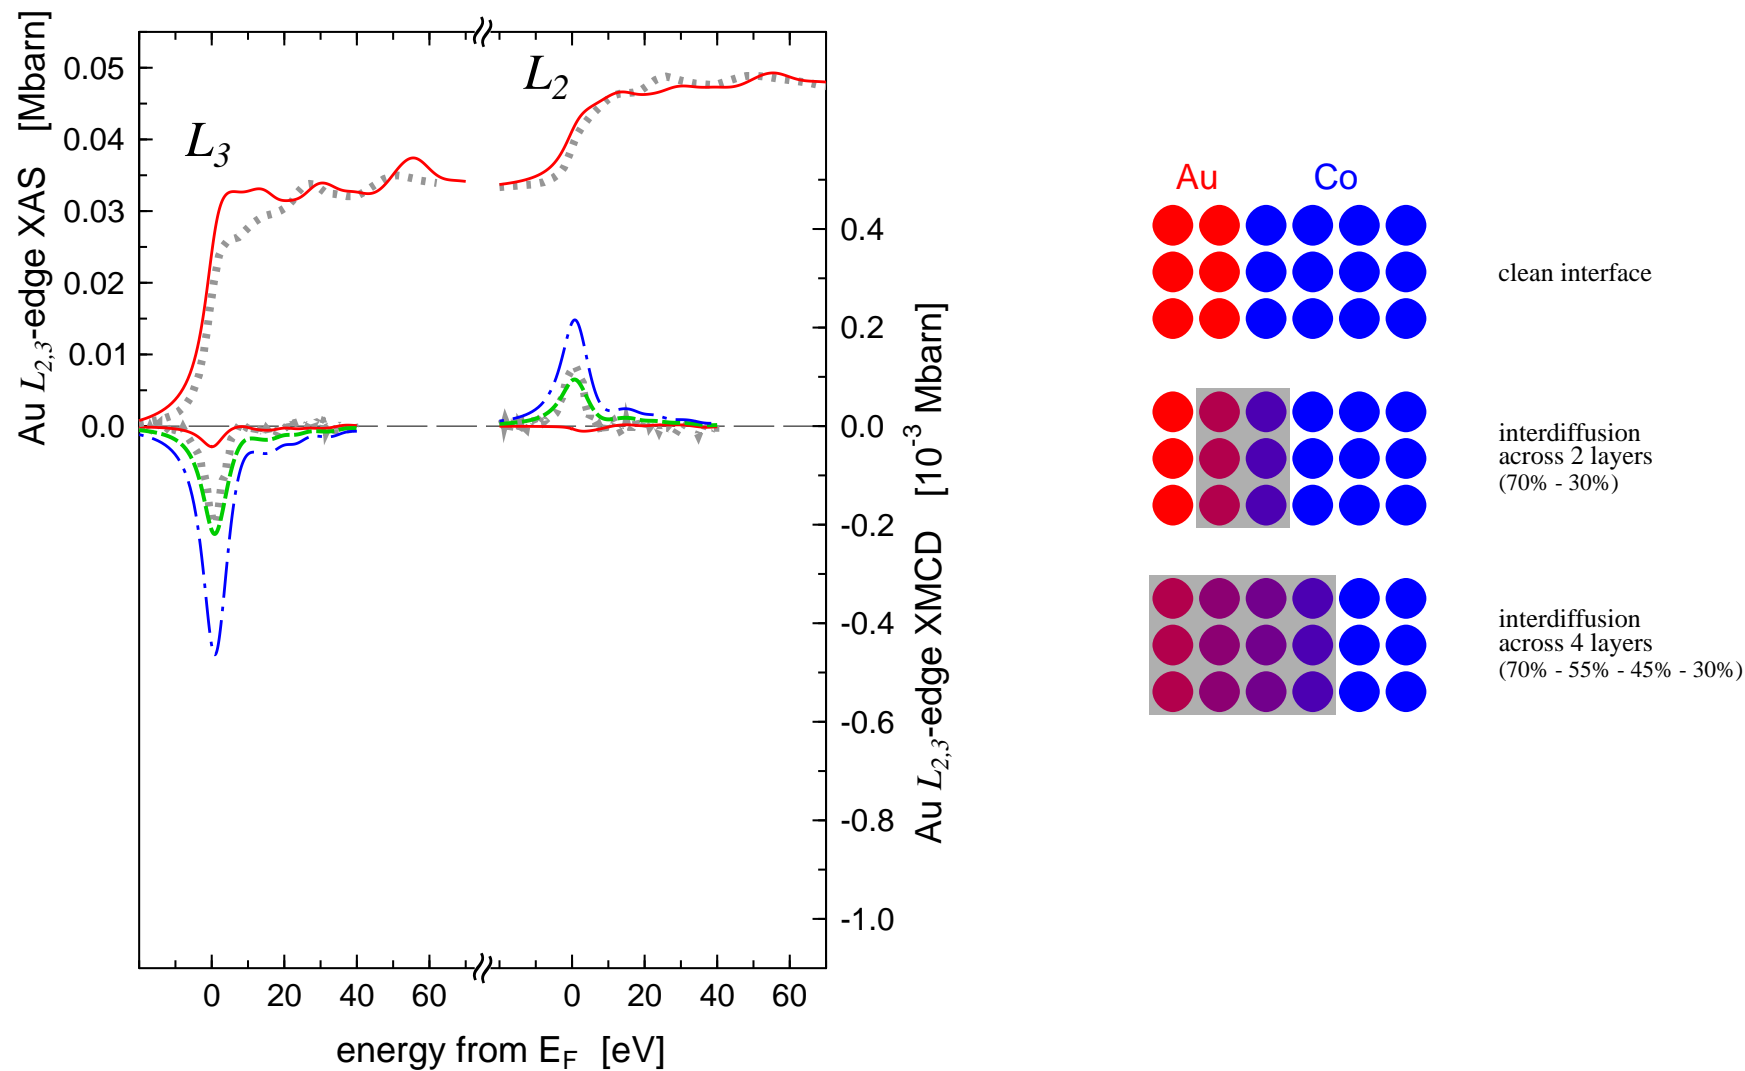 Au L2,3-edge XAS [Mbarn]
0.05
0.04
0.03
0.02
0.01
0.0
L3
L2
0.4
0.2
0.0
-0.2
-0.4
-0.6
-0.8
-1.0
Au L2,3-edge XMCD [10-3 Mbarn]
0 20 40 60 0 20 40 60
energy from EF [eV]
Au Co
clean interface
interdiffusion
across 2 layers
(70% - 30%)
interdiffusion
across 4 layers
(70% - 55% - 45% - 30%)